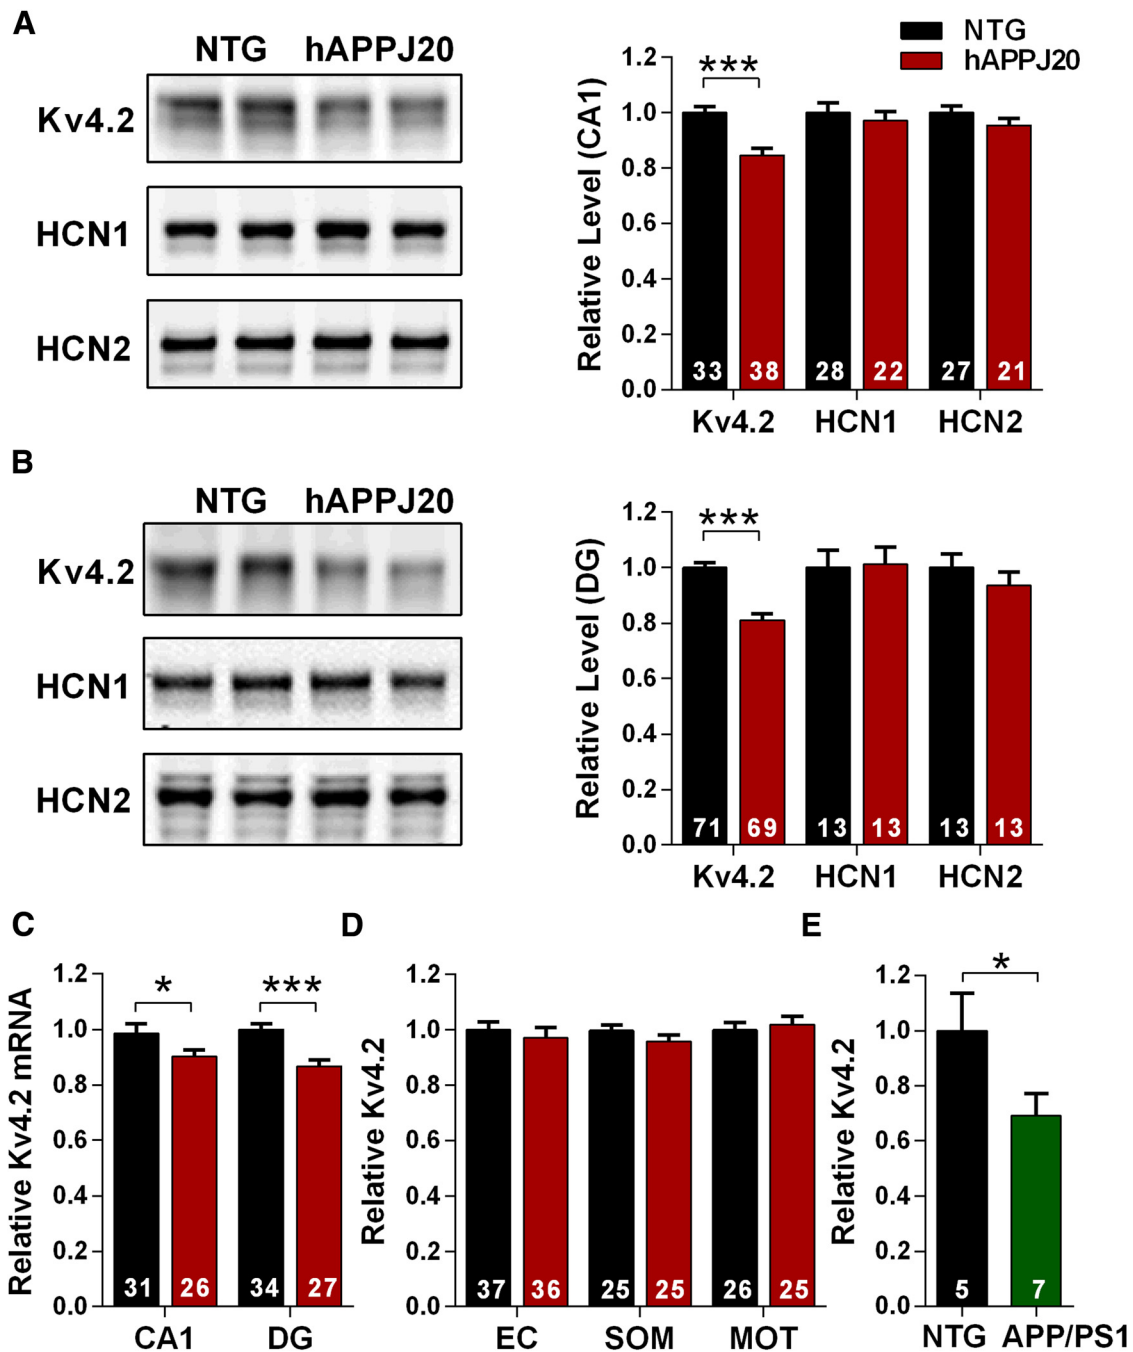 A
NTG hAPPJ20
Kv4.2
HCN1
HCN2
NTG
hAPPJ20
Relative Level (CA1)
1.2
1.0
0.8
0.6
0.4
0.2
0.0
***
33 38 28 22 27 21
Kv4.2 HCN1 HCN2
B
NTG hAPPJ20
Kv4.2
HCN1
HCN2
Relative Level (DG)
1.2
1.0
0.8
0.6
0.4
0.2
0.0
***
71 69 13 13 13 13
Kv4.2 HCN1 HCN2
C
Relative Kv4.2 mRNA
1.2
1.0
0.8
0.6
0.4
0.2
0.0
* ***
31 26 34 27
CA1 DG
D
Relative Kv4.2
1.2
1.0
0.8
0.6
0.4
0.2
0.0
37 36 25 25 26 25
EC SOM MOT
E
Relative Kv4.2
1.2
1.0
0.8
0.6
0.4
0.2
0.0
*
5 7
NTG APP/PS1